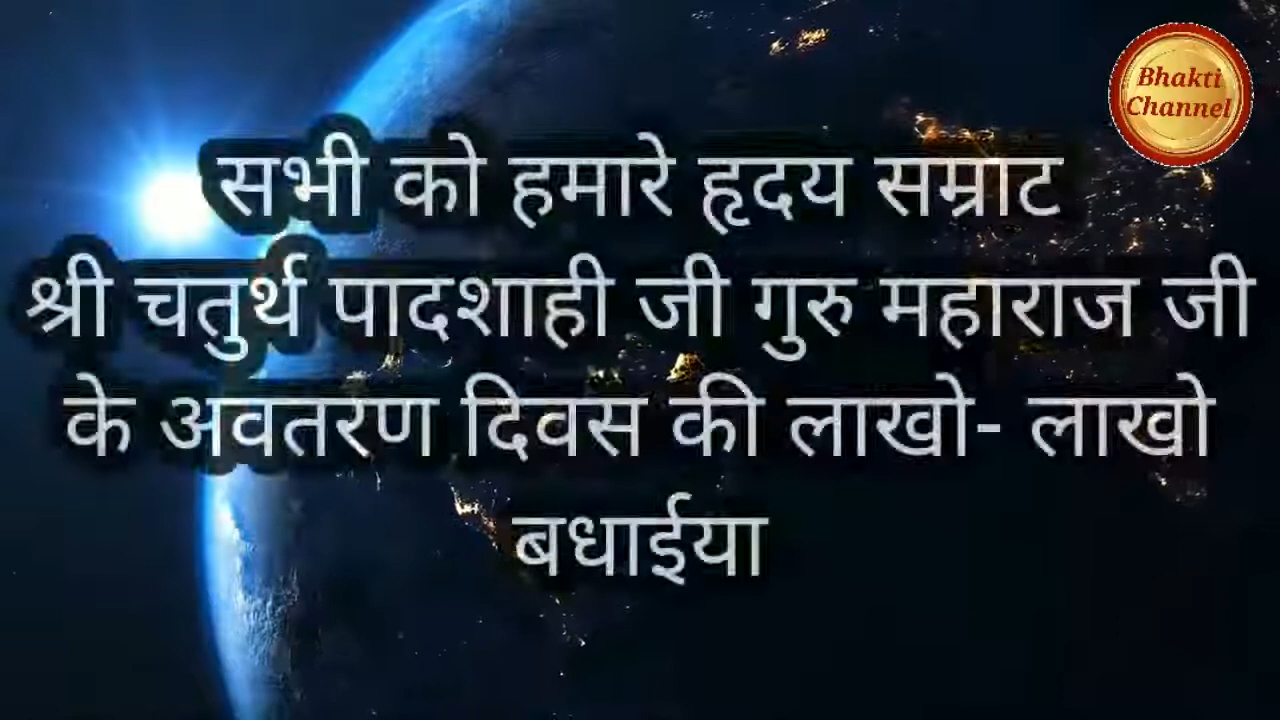 Bhakti
Channel
सभी को हमारे हृदय सम्राट
श्री चतुर्थ पादशाही जी गुरु महाराज जी
के अवतरण दिवस की लाखो- लाखो
बधाईया